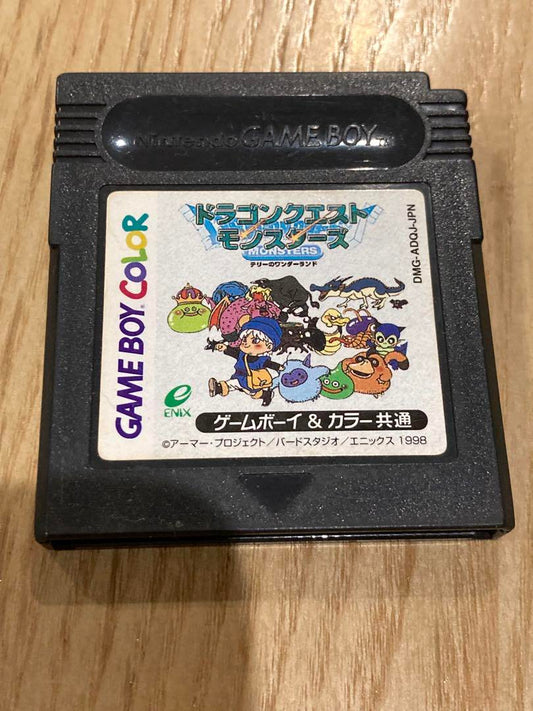 Nintendo GAME BOY
GAME BOY COLOR
ドラゴンクエスト
モンスターズ
MONSTERS
テリーのワンダーランド
DMG-ADQJ-JPN
ENIX
ゲームボーイ & カラー共通
©アーマー・プロジェクト/バードスタジオ/エニックス 1998